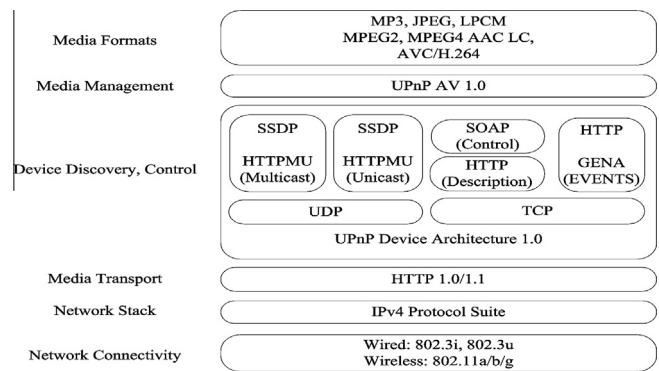 Media Formats
MP3, JPEG, LPCM
MPEG2, MPEG4 AAC LC,
AVC/H.264
Media Management
UPnP AV 1.0
Device Discovery, Control
SSDP
HTTPMU
(Multicast)
SSDP
HTTPMU
(Unicast)
SOAP
(Control)
HTTP
(Description)
HTTP
GENA
(EVENTS)
UDP
TCP
UPnP Device Architecture 1.0
Media Transport
HTTP 1.0/1.1
Network Stack
IPv4 Protocol Suite
Network Connectivity
Wired: 802.3i, 802.3u
Wireless: 802.11a/b/g